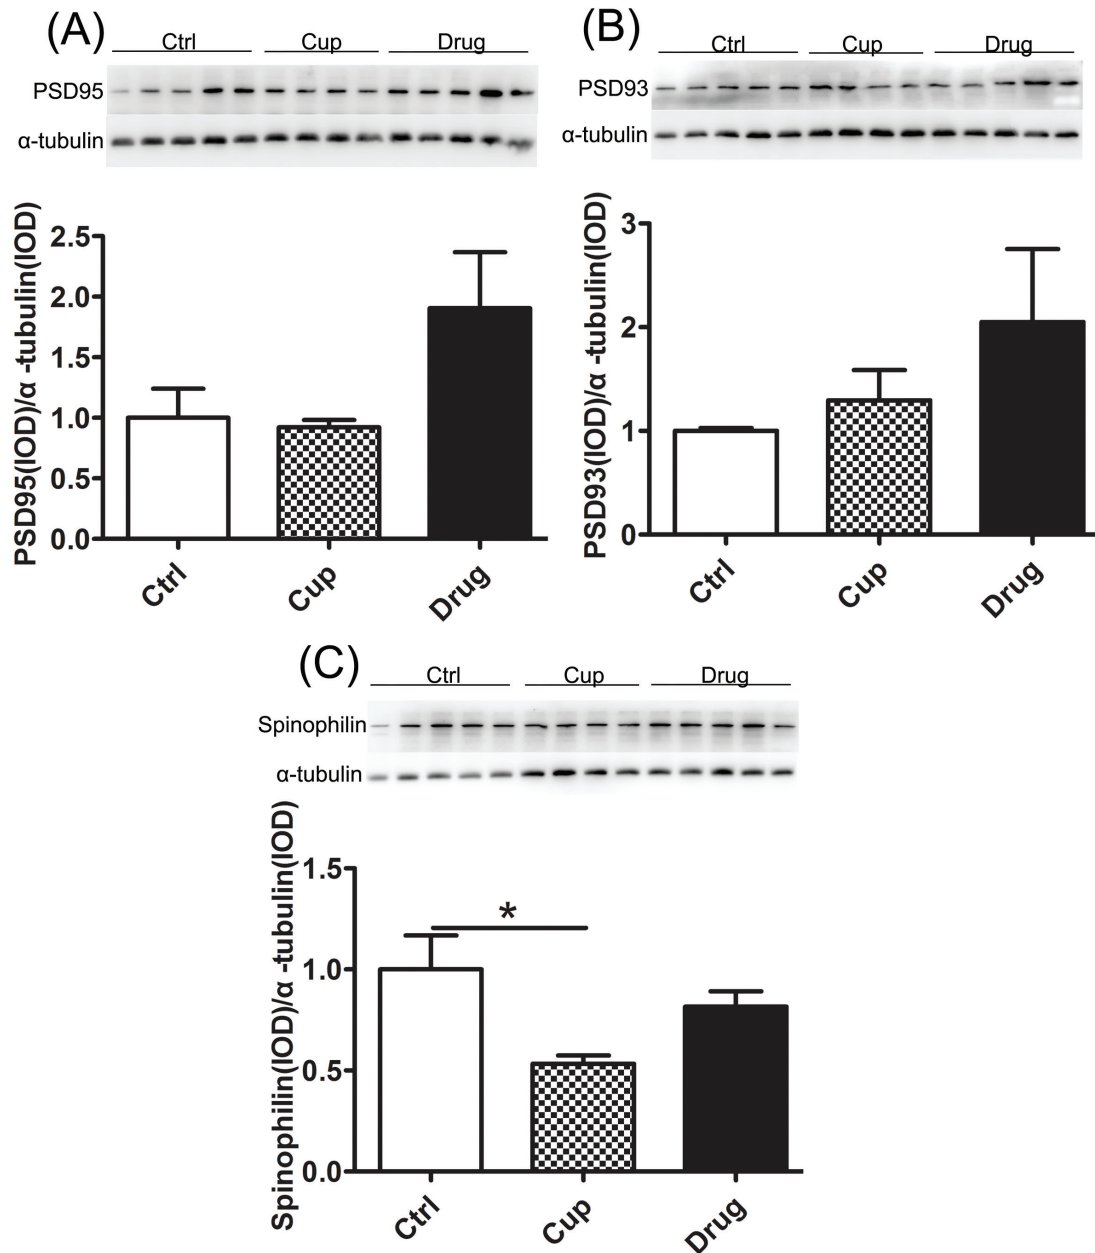 (A)
Ctrl Cup Drug
PSD95
α-tubulin
PSD95(IOD)/α -tubulin(IOD)
2.5
2.0
1.5
1.0
0.5
0.0
Ctrl Cup Drug
(B)
Ctrl Cup Drug
PSD93
α-tubulin
PSD93(IOD)/α -tubulin(IOD)
3
2
1
0
Ctrl Cup Drug
(C)
Ctrl Cup Drug
Spinophilin
α-tubulin
Spinophilin(IOD)/α -tubulin(IOD)
1.5
1.0
0.5
0.0
*
Ctrl Cup Drug